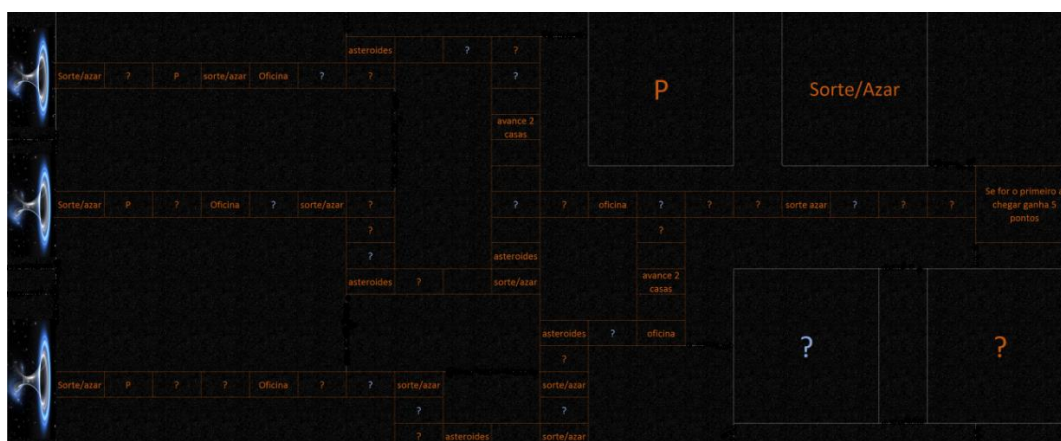 asteroides ? ?
Sorte/azar ? P sorte/azar Oficina ? ? ?
P Sorte/Azar
avance 2
casas
Se for o primeiro a
chegar ganha 5
pontos
Sorte/azar P ? Oficina ? sorte/azar ? ? ? oficina ? ? ? sorte azar ? ? ?
? ?
? asteroides
asteroides ? sorte/azar avance 2
casas
asteroides ? oficina
? ?
?
Sorte/azar P ? ? Oficina ? ? sorte/azar sorte/azar
?
? asteroides sorte/azar